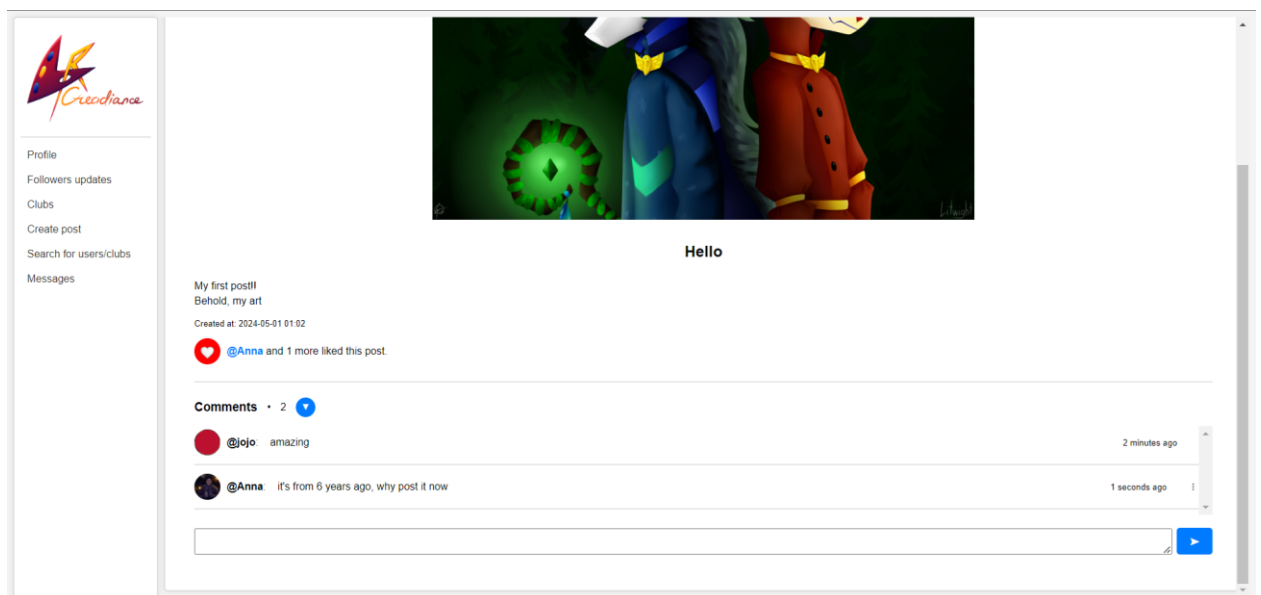 Creadiance
Profile
Followers updates
Clubs
Create post
Search for users/clubs
Messages
Litwight
Hello
My first post!!
Behold, my art
Created at: 2024-05-01 01:02
@Anna and 1 more liked this post.
Comments • 2
@jojo: amazing 2 minutes ago
@Anna: it's from 6 years ago, why post it now 1 seconds ago